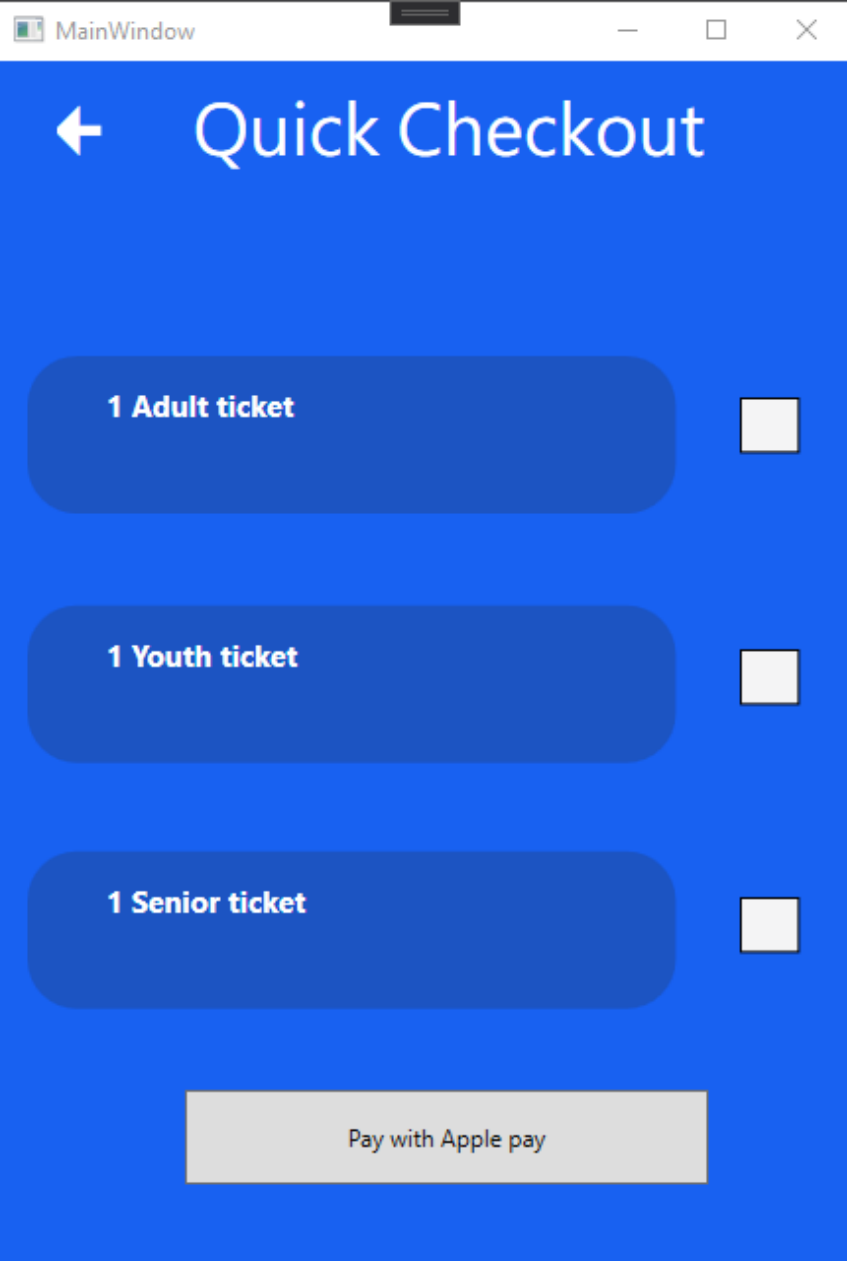 MainWindow
Quick Checkout
1 Adult ticket
1 Youth ticket
1 Senior ticket
Pay with Apple pay